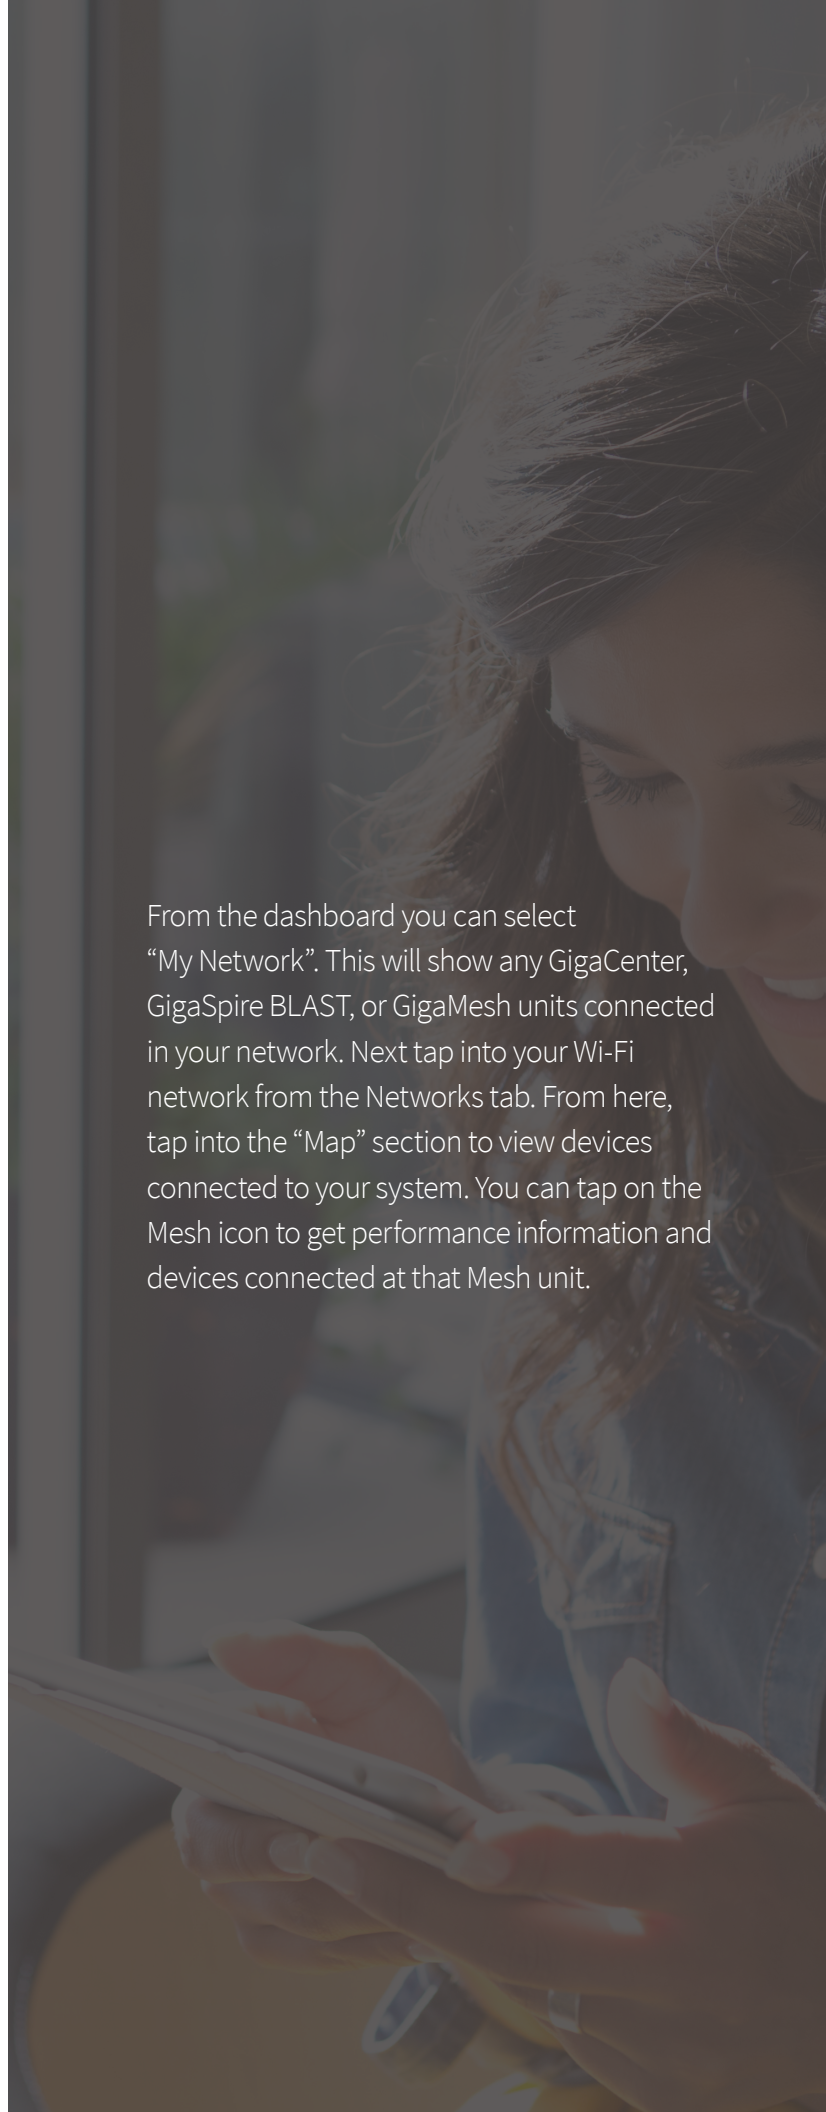 From the dashboard you can select
“My Network”. This will show any GigaCenter,
GigaSpire BLAST, or GigaMesh units connected
in your network. Next tap into your Wi-Fi
network from the Networks tab. From here,
tap into the “Map” section to view devices
connected to your system. You can tap on the
Mesh icon to get performance information and
devices connected at that Mesh unit.